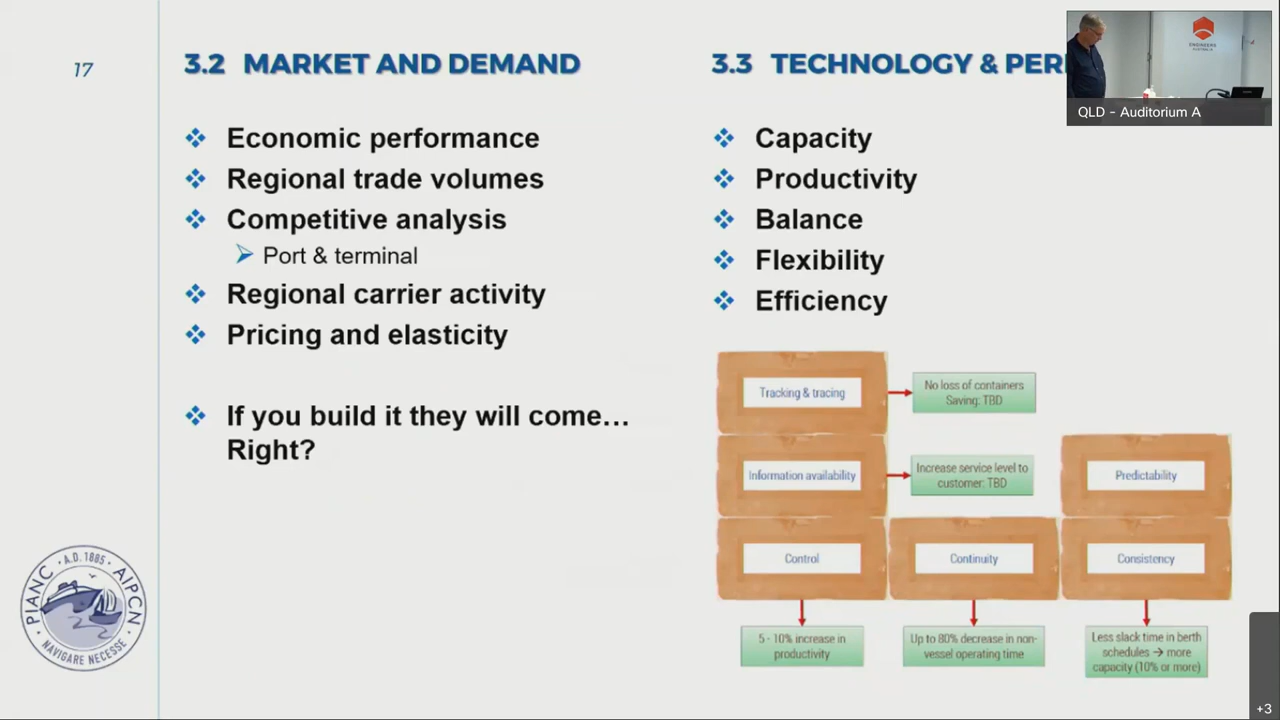 17
3.2 MARKET AND DEMAND
Economic performance
Regional trade volumes
Competitive analysis
Port & terminal
Regional carrier activity
Pricing and elasticity
If you build it they will come…
Right?
3.3 TECHNOLOGY & PER
Capacity
Productivity
Balance
Flexibility
Efficiency
Tracking & tracing
No loss of containers
Saving: TBD
Information availability
Increase service level to
customer: TBD
Predictability
Control
Continuity
Consistency
5 - 10% increase in
productivity
Up to 80% decrease in non-
vessel operating time
Less slack time in berth
schedules → more
capacity (10% or more)
PIANC · A.D. 1885 · AIPCN
NAVIGARE NECESSE
ENGINEERS
AUSTRALIA
QLD - Auditorium A
+3